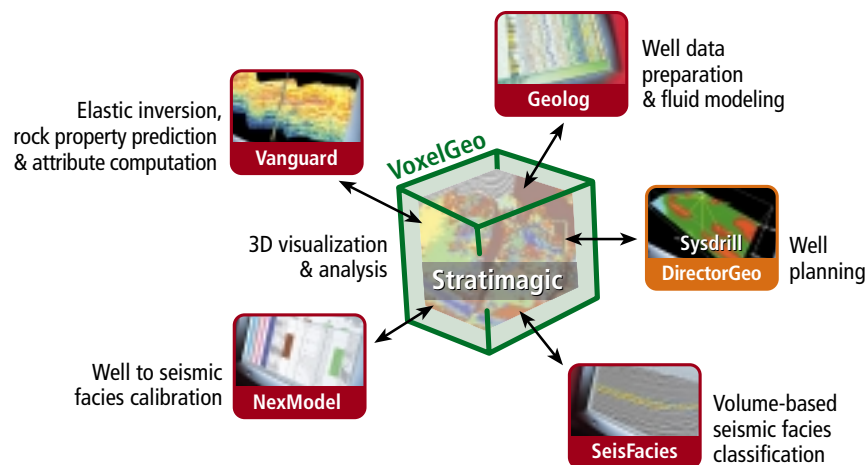 Well data
preparation
& fluid modeling
Geolog
Elastic inversion,
rock property prediction
& attribute computation
Vanguard
VoxelGeo
3D visualization
& analysis
Stratimagic
Sysdrill
DirectorGeo
Well
planning
Well to seismic
facies calibration
NexModel
SeisFacies
Volume-based
seismic facies
classification